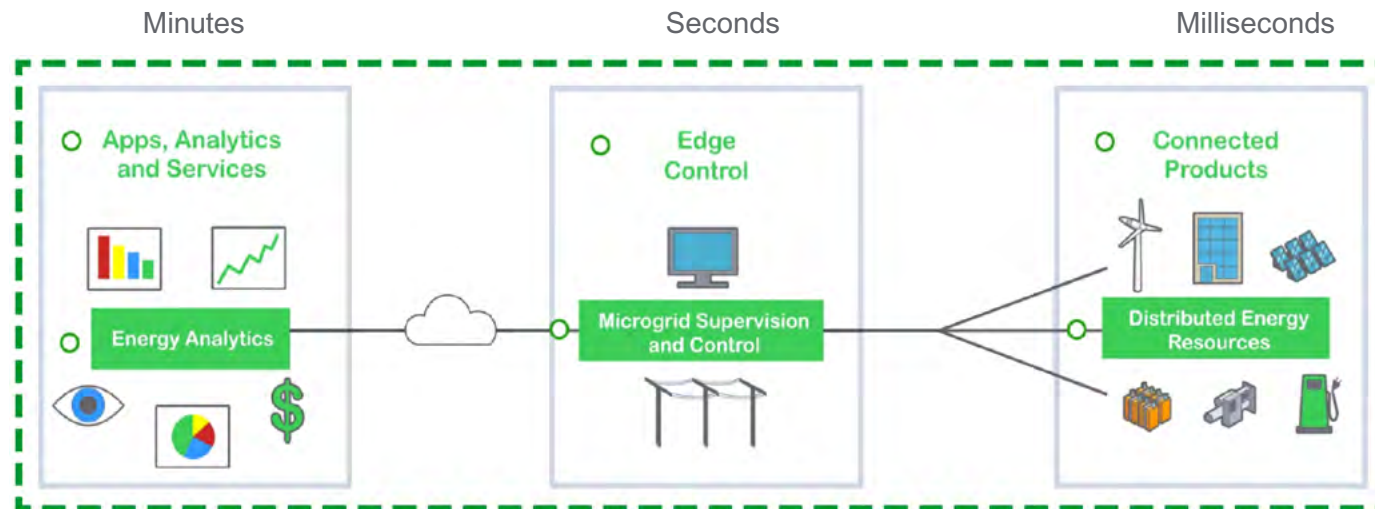 Minutes
Seconds
Milliseconds
Apps, Analytics
and Services
Energy Analytics
$
Edge
Control
Microgrid Supervision
and Control
Connected
Products
Distributed Energy
Resources